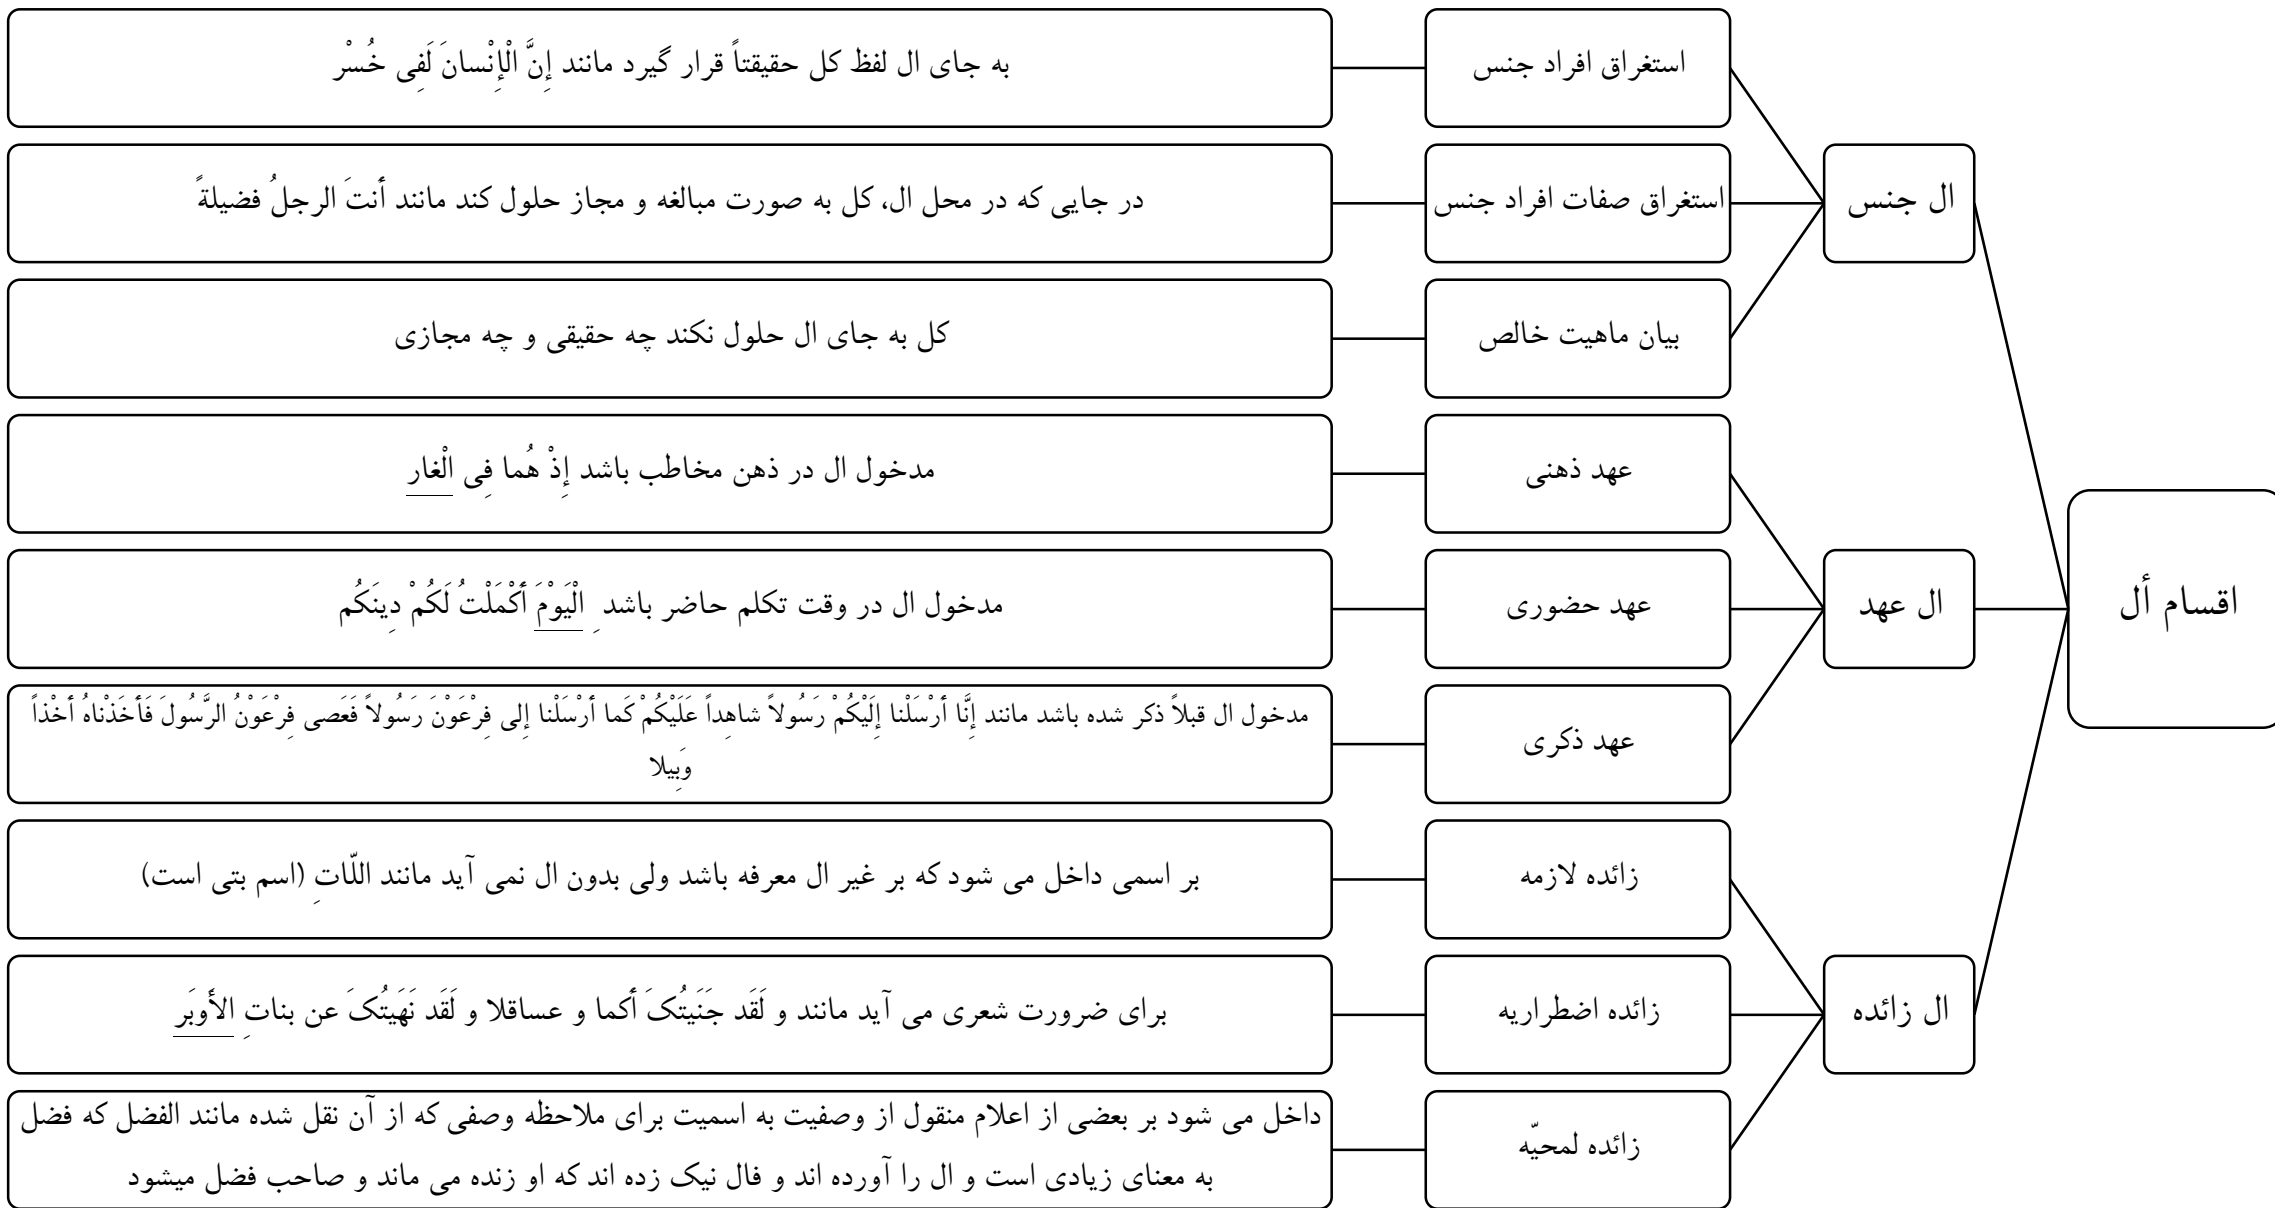 اقسام أل
ال جنس
استغراق افراد جنس
به جای ال لفظ کل حقیقتاً قرار گیرد مانند إِنَّ الْإِنْسانَ لَفِی خُسْر
استغراق صفات افراد جنس
در جایی که در محل ال، کل به صورت مبالغه و مجاز حلول کند مانند أنتَ الرجلُ فضیلةً
بیان ماهیت خالص
کل به جای ال حلول نکند چه حقیقی و چه مجازی
ال عهد
عهد ذهنی
مدخول ال در ذهن مخاطب باشد إِذْ هُما فِی الْغار
عهد حضوری
مدخول ال در وقت تکلم حاضر باشد ِ الْیَوْمَ أَکْمَلْتُ لَکُمْ دِینَکُم
عهد ذکری
مدخول ال قبلاً ذکر شده باشد مانند إِنَّا أَرْسَلْنا إِلَیْکُمْ رَسُولاً شاهِداً عَلَیْکُمْ کَما أَرْسَلْنا إِلی فِرْعَوْنَ رَسُولاً فَعَصی فِرْعَوْنُ الرَّسُولَ فَأَخَذْناهُ أَخْذاً
وَبِیلا
ال زائده
زائده لازمه
بر اسمی داخل می شود که بر غیر ال معرفه باشد ولی بدون ال نمی آید مانند اللّاتِ (اسم بتی است)
زائده اضطراریه
برای ضرورت شعری می آید مانند و لَقَد جَنَیتُکَ أکما و عساقلا و لَقَد نَهَیتُکَ عن بناتِ الأوبَر
زائده لمحیّه
داخل می شود بر بعضی از اعلام منقول از وصفیت به اسمیت برای ملاحظه وصفی که از آن نقل شده مانند الفضل که فضل
به معنای زیادی است و ال را آورده اند و فال نیک زده اند که او زنده می ماند و صاحب فضل میشود